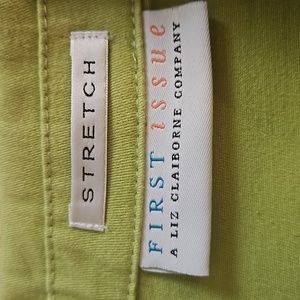 STRETCH
FIRST issue
A LIZ CLAIBORNE COMPANY